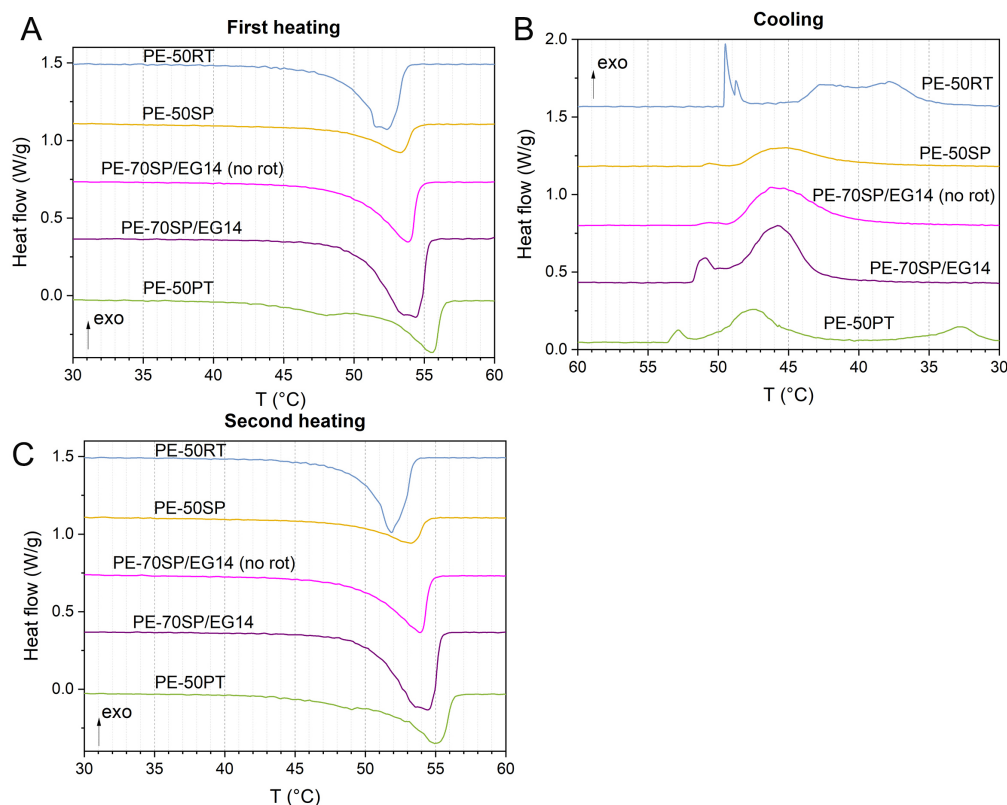 A
First heating
PE-50RT
PE-50SP
PE-70SP/EG14 (no rot)
PE-70SP/EG14
PE-50PT
exo
1.5
1.0
0.5
0.0
Heat flow (W/g)
30 35 40 45 50 55 60
T (°C)
B
Cooling
exo
PE-50RT
PE-50SP
PE-70SP/EG14 (no rot)
PE-70SP/EG14
PE-50PT
2.0
1.5
1.0
0.5
0.0
Heat flow (W/g)
60 55 50 45 40 35 30
T (°C)
C
Second heating
PE-50RT
PE-50SP
PE-70SP/EG14 (no rot)
PE-70SP/EG14
PE-50PT
exo
1.5
1.0
0.5
0.0
Heat flow (W/g)
30 35 40 45 50 55 60
T (°C)